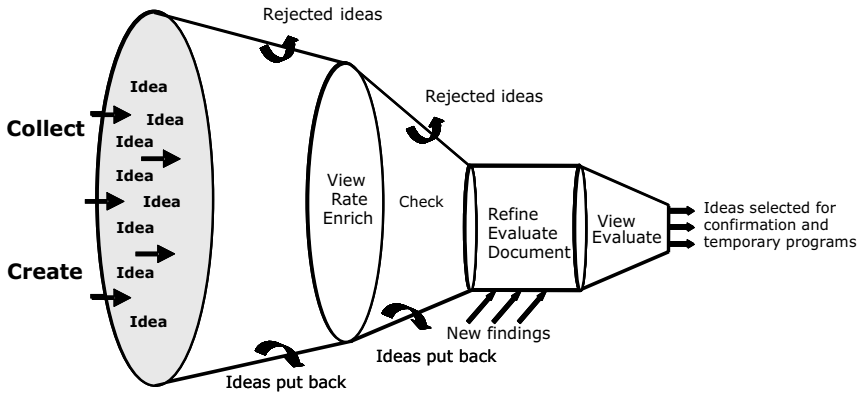 Rejected ideas
Rejected ideas
Collect
Create
Idea
Idea
Idea
Idea
Idea
Idea
Idea
Idea
View
Rate
Enrich
Check
Refine
Evaluate
Document
View
Evaluate
Ideas selected for
confirmation and
temporary programs
New findings
Ideas put back
Ideas put back